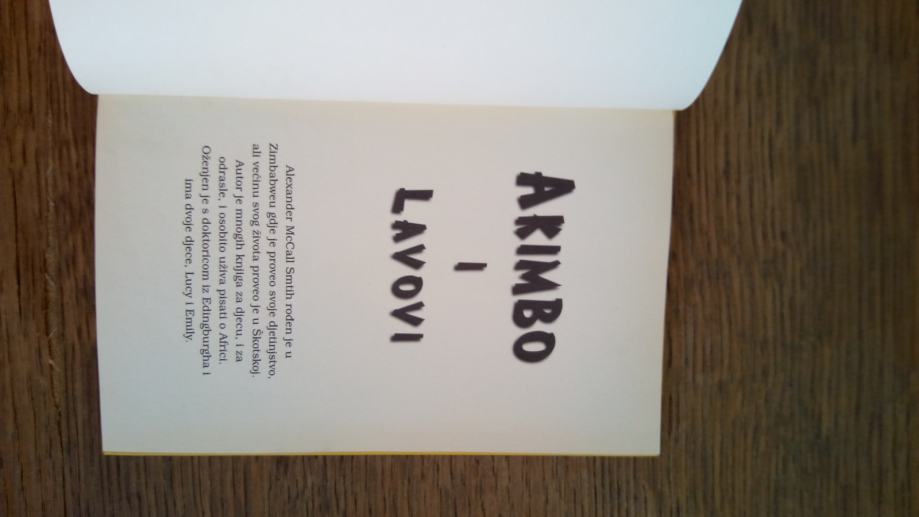 AKIMBO
I
LAVOVI
Alexander McCall Smtih rođen je u
Zimbabweu gdje je proveo svoje djetinjstvo,
ali većinu svog života proveo je u Škotskoj.
Autor je mnogih knjiga za djecu, i za
odrasle, i osobito uživa pisati o Africi.
Oženjen je s doktoricom iz Edingburgha i
ima dvoje djece, Lucy i Emily.